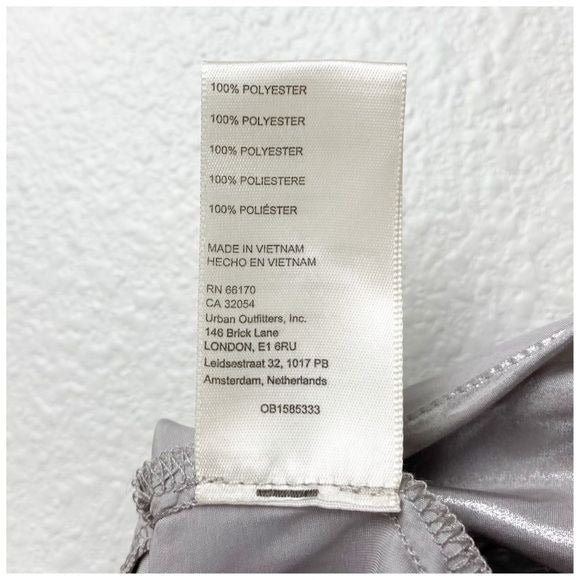 100% POLYESTER
100% POLYESTER
100% POLYESTER
100% POLIESTERE
100% POLIÉSTER
MADE IN VIETNAM
HECHO EN VIETNAM
RN 66170
CA 32054
Urban Outfitters, Inc.
146 Brick Lane
LONDON, E1 6RU
Leidsestraat 32, 1017 PB
Amsterdam, Netherlands
OB1585333